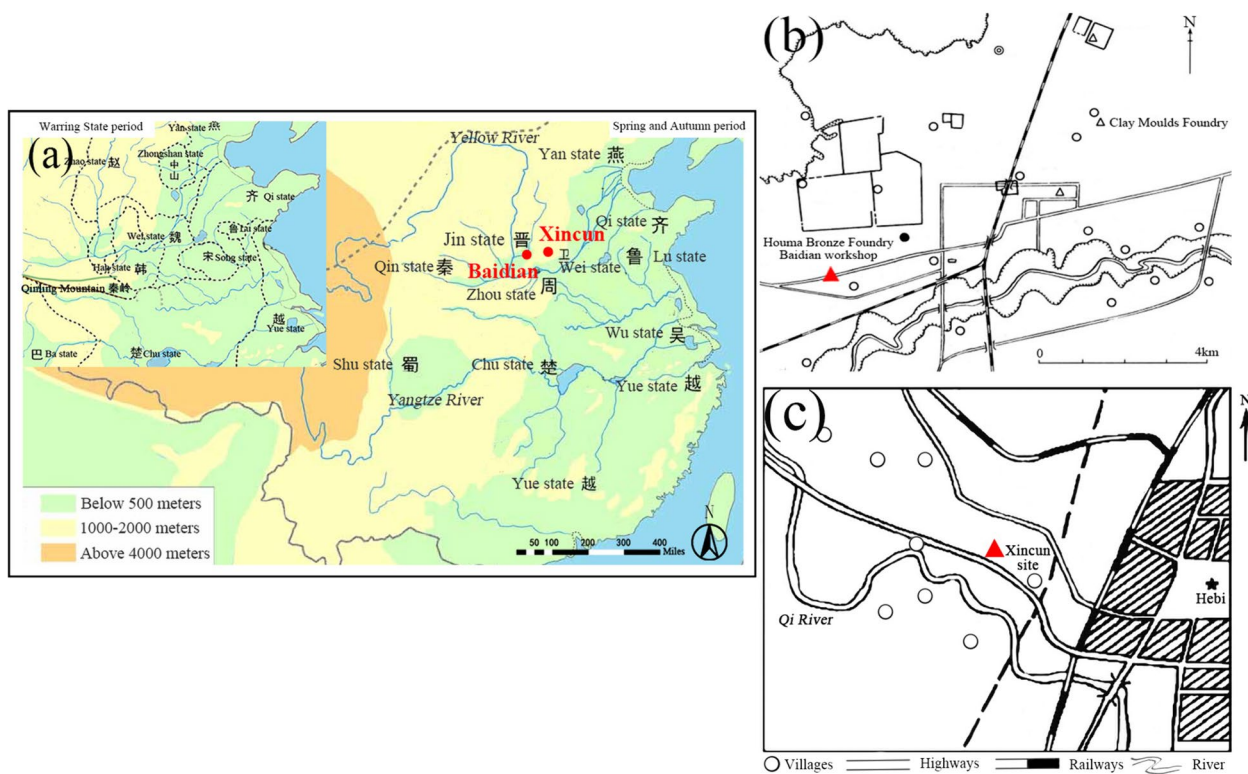 (a)
Warring State period
Yan state 燕
Zhao state 赵
Zhongshan state
中山
齐 Qi state
鲁 Lu state
Wei state 魏
宋 Song state
Han state 韩
Qinling Mountain 秦岭
越
Yue state
巴 Ba state
楚 Chu state
Spring and Autumn period
Yellow River
Yan state 燕
Qi state 齐
Jin state 晋
Xincun
卫
鲁 Lu state
Qin state 秦
Baidian
Wei state
Zhou state 周
Wu state 吴
Shu state 蜀
Chu state 楚
Yue state 越
Yangtze River
Yue state 越
Below 500 meters
1000-2000 meters
Above 4000 meters
N
50 100 200 300 400
Miles
(b)
N
Clay Moulds Foundry
Houma Bronze Foundry
Baidian workshop
0 4km
(c)
N
Xincun
site
Hebi
Qi River
Villages Highways Railways River